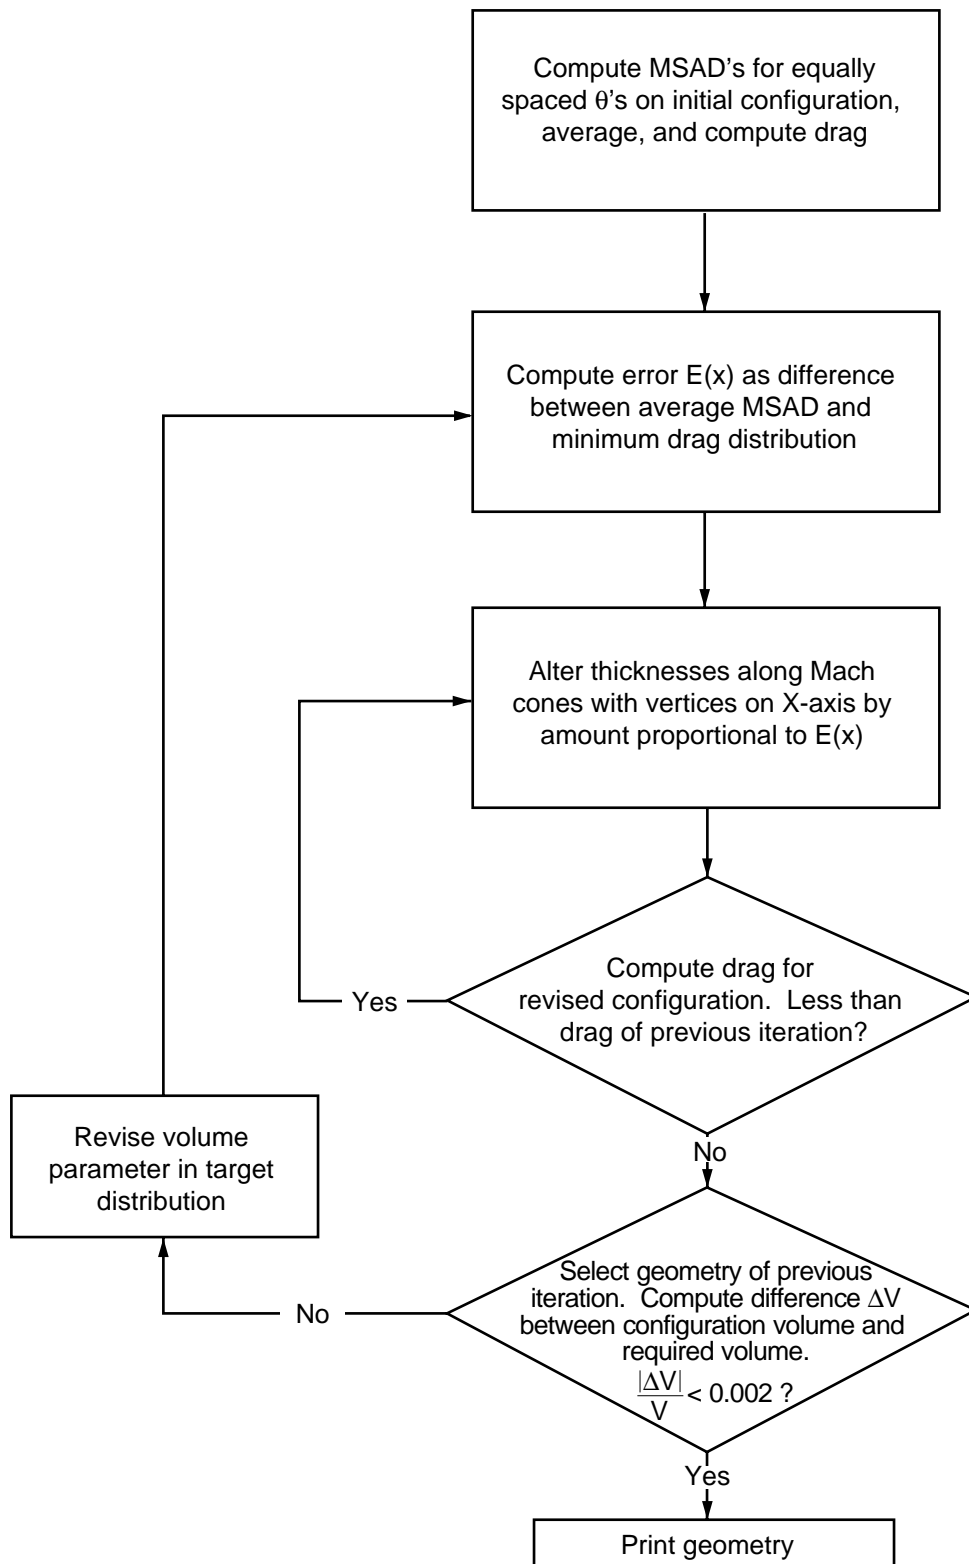 Compute MSAD's for equally
spaced θ's on initial configuration,
average, and compute drag
Compute error E(x) as difference
between average MSAD and
minimum drag distribution
Alter thicknesses along Mach
cones with vertices on X-axis by
amount proportional to E(x)
Compute drag for
revised configuration. Less than
drag of previous iteration?
Yes
No
Revise volume
parameter in target
distribution
Select geometry of previous
iteration. Compute difference ΔV
between configuration volume and
required volume.
|ΔV|/V < 0.002 ?
No
Yes
Print geometry